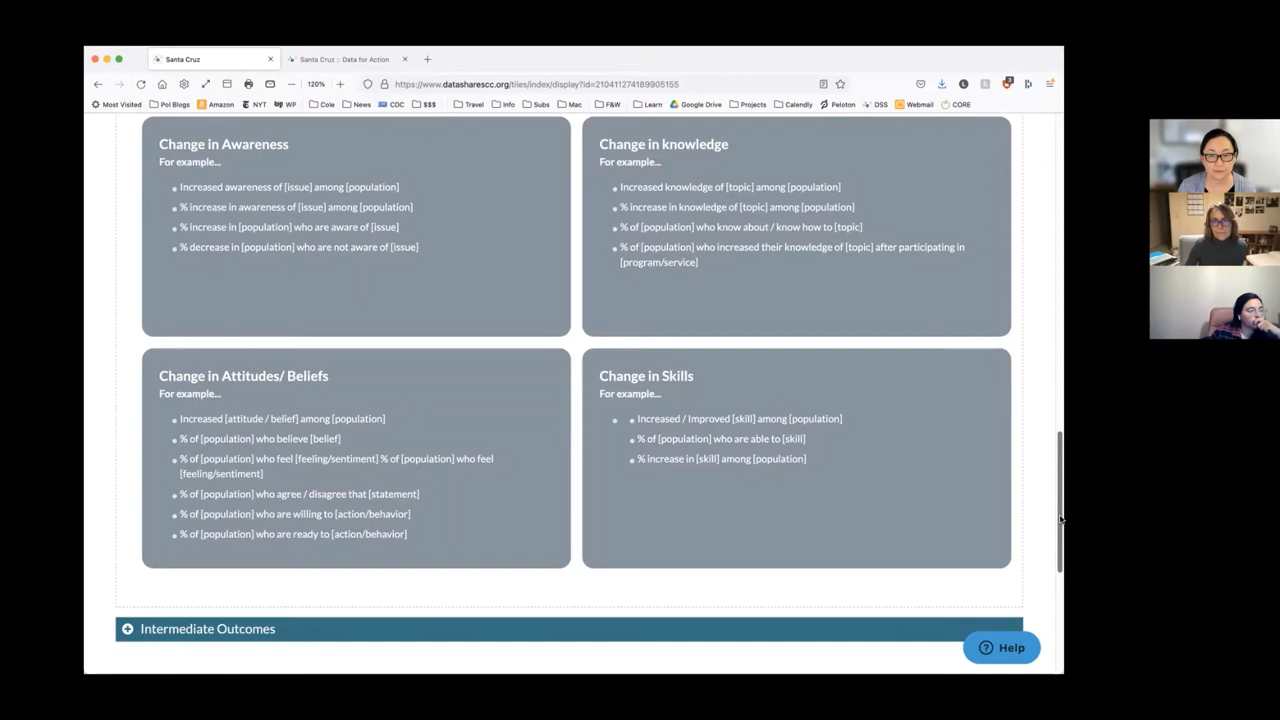 Santa Cruz
Santa Cruz :: Data for Action
120%
https://www.datasharescc.org/tiles/index/display?id=210411274189905155
3
Most Visited
Pol Blogs
Amazon
NYT
WP
Cole
News
CDC
$$$
Travel
Info
Subs
Mac
F&W
Learn
Google Drive
Projects
Calendly
Peloton
DSS
Webmail
CORE
Change in Awareness
For example...
Increased awareness of [issue] among [population]
% increase in awareness of [issue] among [population]
% increase in [population] who are aware of [issue]
% decrease in [population] who are not aware of [issue]
Change in knowledge
For example...
Increased knowledge of [topic] among [population]
% increase in knowledge of [topic] among [population]
% of [population] who know about / know how to [topic]
% of [population] who increased their knowledge of [topic] after participating in
[program/service]
Change in Attitudes/ Beliefs
For example...
Increased [attitude / belief] among [population]
% of [population] who believe [belief]
% of [population] who feel [feeling/sentiment] % of [population] who feel
[feeling/sentiment]
% of [population] who agree / disagree that [statement]
% of [population] who are willing to [action/behavior]
% of [population] who are ready to [action/behavior]
Change in Skills
For example...
Increased / Improved [skill] among [population]
% of [population] who are able to [skill]
% increase in [skill] among [population]
Intermediate Outcomes
Help